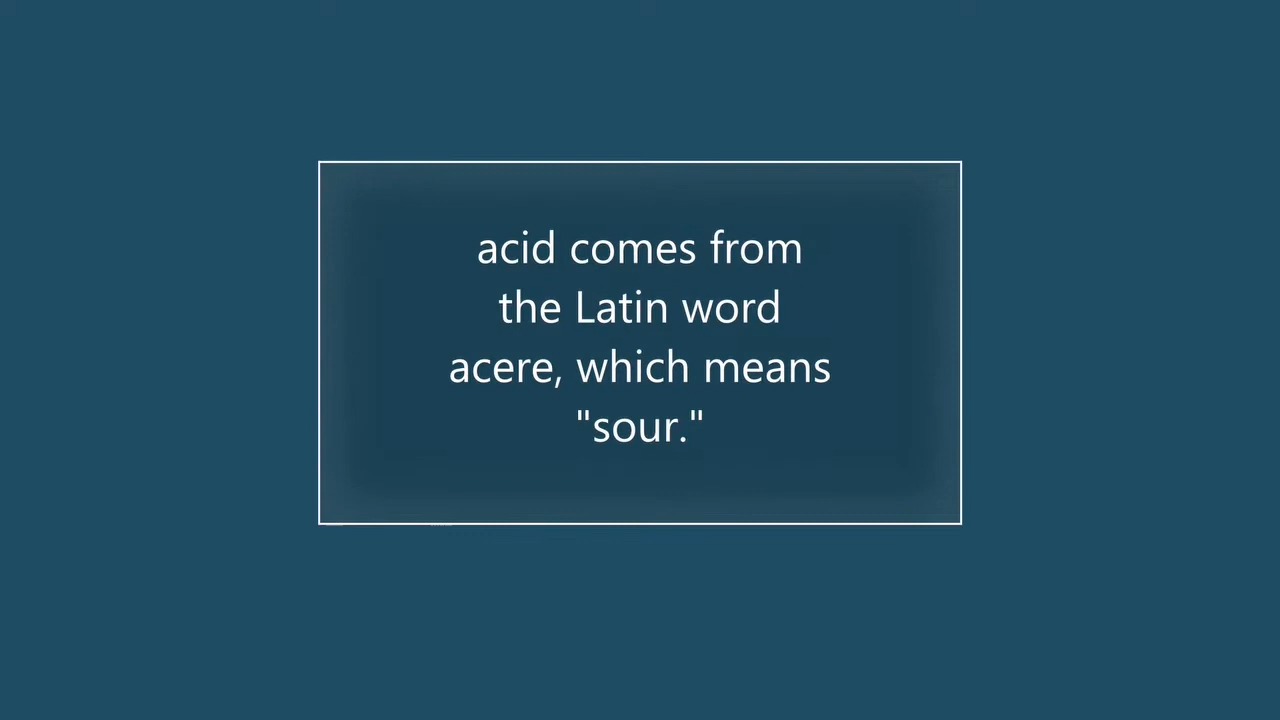 acid comes from
the Latin word
acere, which means
"sour."